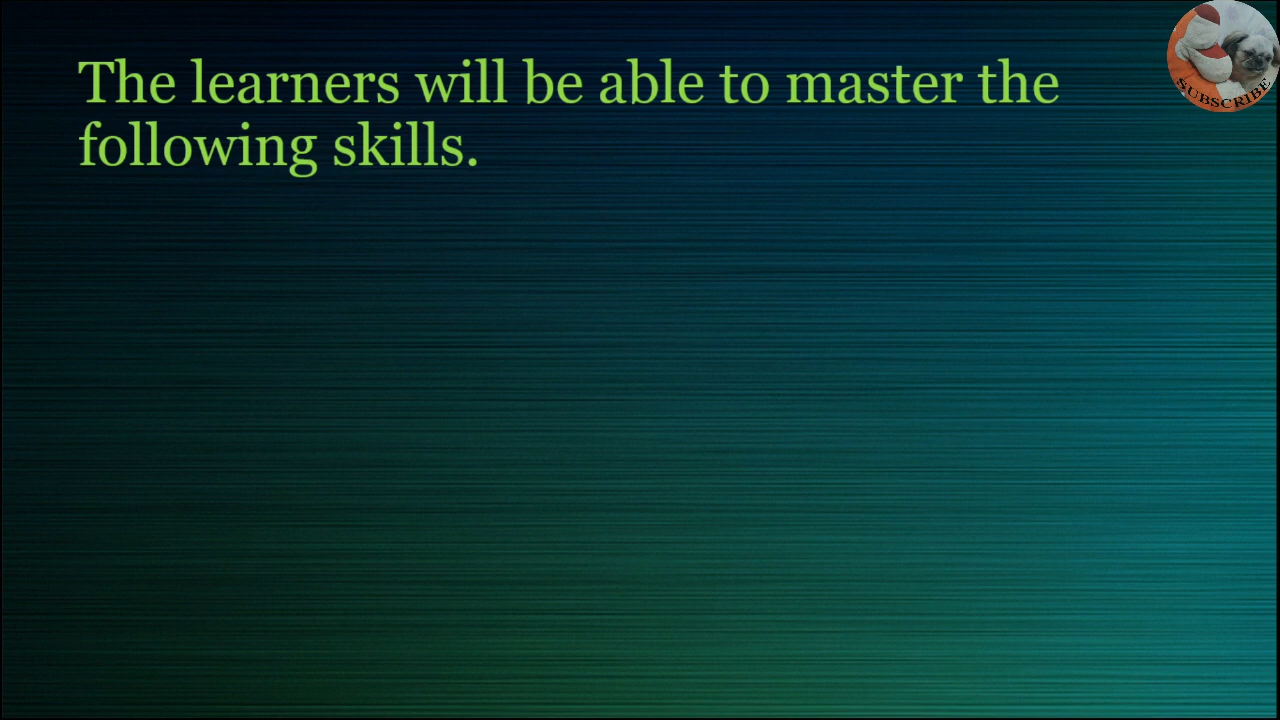 The learners will be able to master the
following skills.
SUBSCRIBE